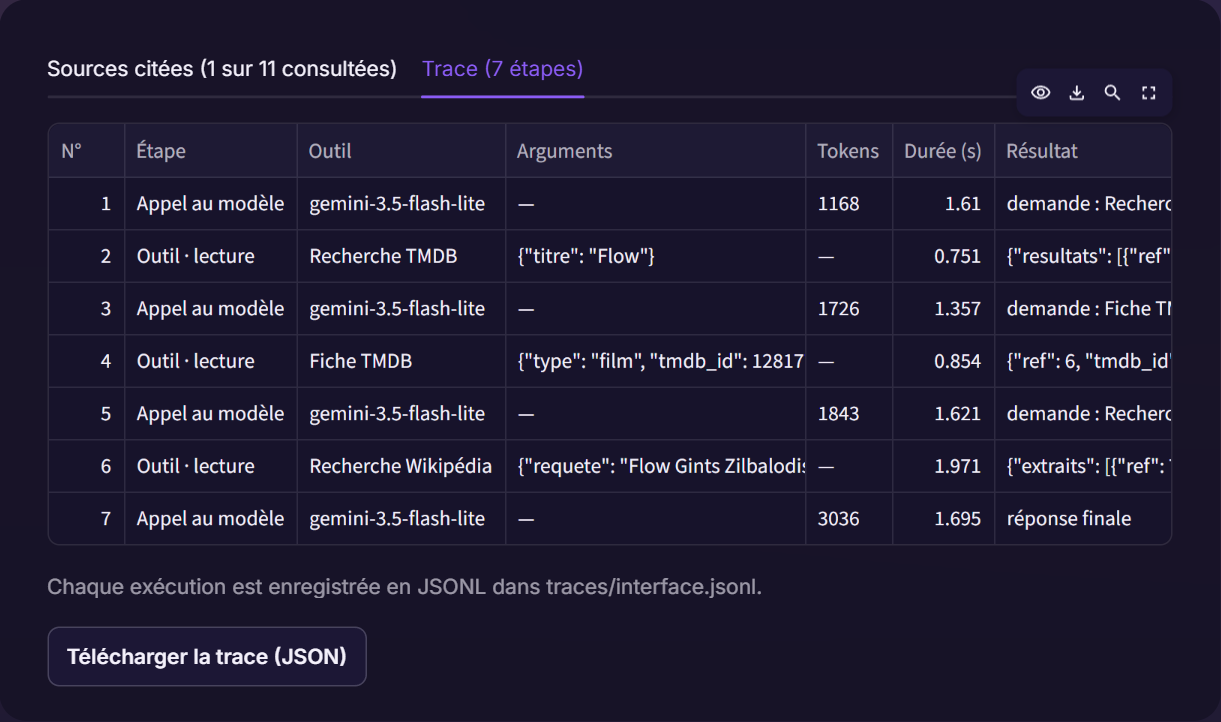 Sources citées (1 sur 11 consultées) Trace (7 étapes)
N° Étape Outil Arguments Tokens Durée (s) Résultat
1 Appel au modèle gemini-3.5-flash-lite — 1168 1.61 demande : Recherc
2 Outil · lecture Recherche TMDB {"titre": "Flow"} — 0.751 {"resultats": [{"ref"
3 Appel au modèle gemini-3.5-flash-lite — 1726 1.357 demande : Fiche TM
4 Outil · lecture Fiche TMDB {"type": "film", "tmdb_id": 12817 — 0.854 {"ref": 6, "tmdb_id"
5 Appel au modèle gemini-3.5-flash-lite — 1843 1.621 demande : Recherc
6 Outil · lecture Recherche Wikipédia {"requete": "Flow Gints Zilbalodis — 1.971 {"extraits": [{"ref":
7 Appel au modèle gemini-3.5-flash-lite — 3036 1.695 réponse finale
Chaque exécution est enregistrée en JSONL dans traces/interface.jsonl.
Télécharger la trace (JSON)